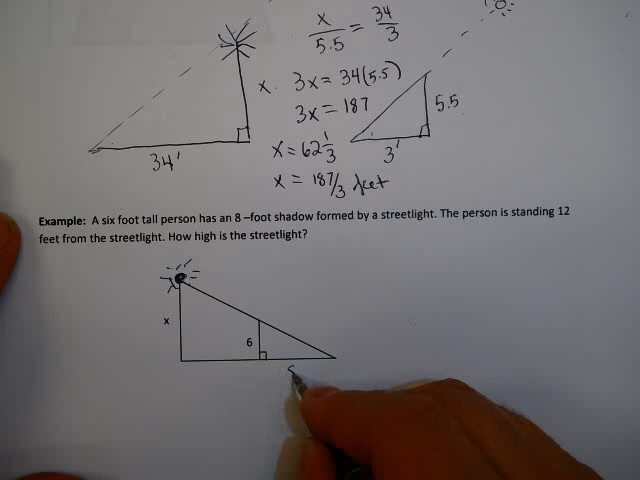 x/5.5 = 34/3
x. 3x = 34(5.5)
3x = 187
5.5
x = 62 1/3
34'
3'
x = 187/3 feet
Example: A six foot tall person has an 8 –foot shadow formed by a streetlight. The person is standing 12
feet from the streetlight. How high is the streetlight?
x
6